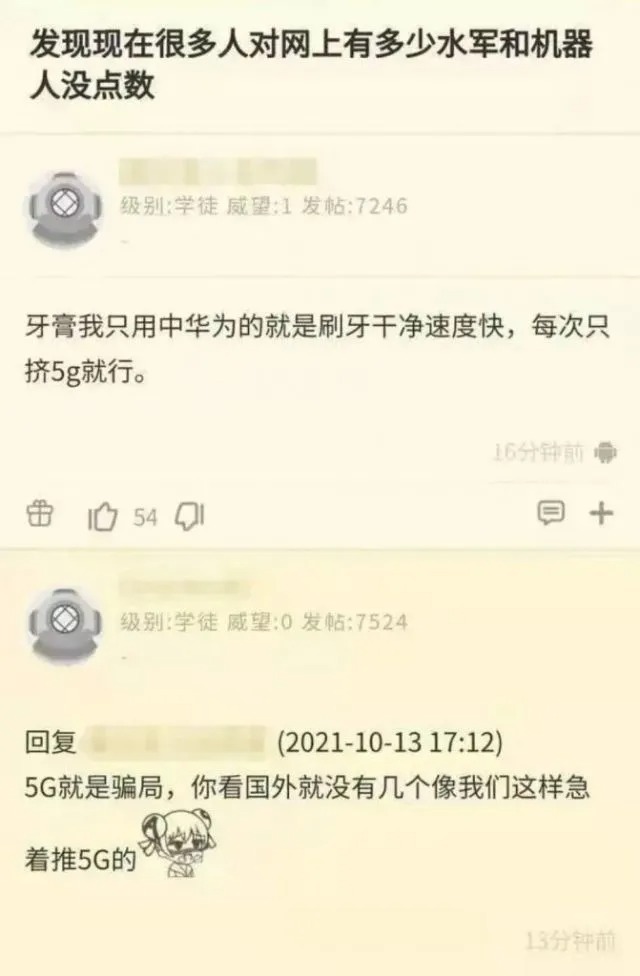 发现现在很多人对网上有多少水军和机器
人没点数
级别:学徒 威望:1 发帖:7246
牙膏我只用中华为的就是刷牙干净速度快，每次只
挤5g就行。
16分钟前
54
级别:学徒 威望:0 发帖:7524
回复 (2021-10-13 17:12)
5G就是骗局，你看国外就没有几个像我们这样急
着推5G的
13分钟前